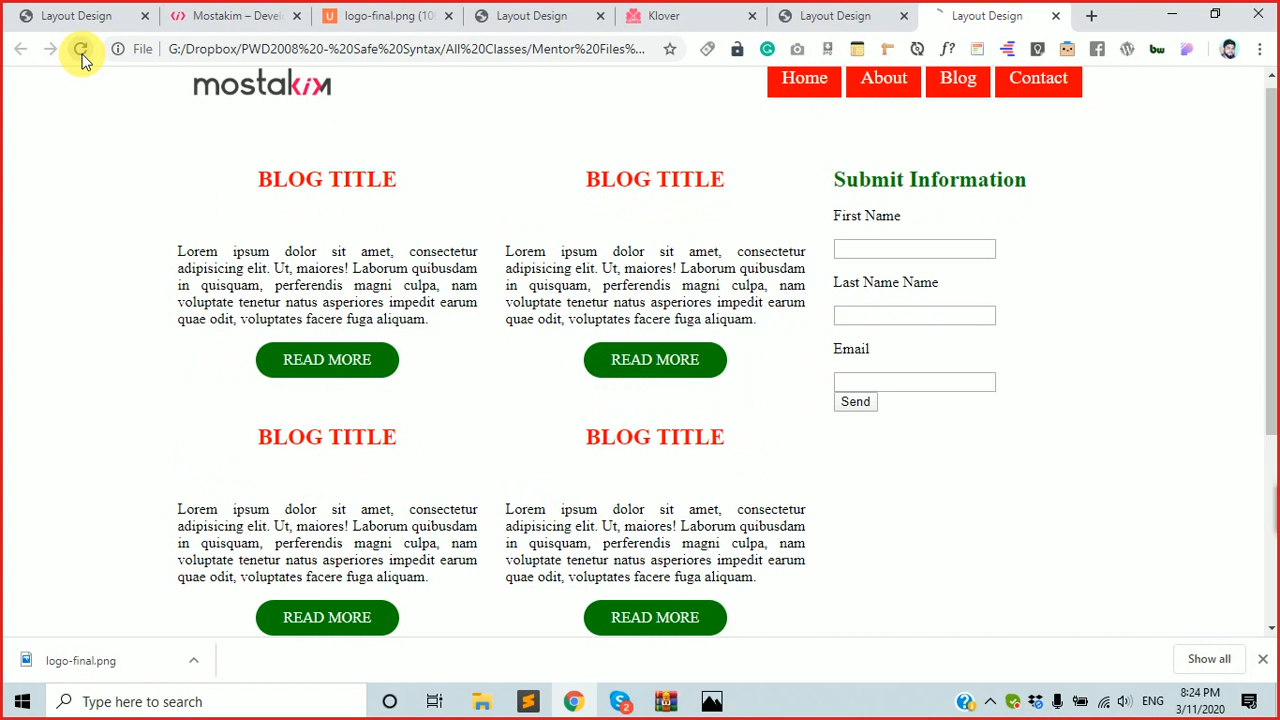 Layout Design
Mostakim – Devel
logo-final.png (10
Layout Design
Klover
Layout Design
Layout Design
File
G:/Dropbox/PWD2008%20-%20Safe%20Syntax/All%20Classes/Mentor%20Files%...
mostakim
Home
About
Blog
Contact
BLOG TITLE
BLOG TITLE
Submit Information
First Name
Lorem ipsum dolor sit amet, consectetur
adipisicing elit. Ut, maiores! Laborum quibusdam
in quisquam, perferendis magni culpa, nam
voluptate tenetur natus asperiores impedit earum
quae odit, voluptates facere fuga aliquam.
Lorem ipsum dolor sit amet, consectetur
adipisicing elit. Ut, maiores! Laborum quibusdam
in quisquam, perferendis magni culpa, nam
voluptate tenetur natus asperiores impedit earum
quae odit, voluptates facere fuga aliquam.
Last Name Name
Email
Send
READ MORE
READ MORE
BLOG TITLE
BLOG TITLE
Lorem ipsum dolor sit amet, consectetur
adipisicing elit. Ut, maiores! Laborum quibusdam
in quisquam, perferendis magni culpa, nam
voluptate tenetur natus asperiores impedit earum
quae odit, voluptates facere fuga aliquam.
Lorem ipsum dolor sit amet, consectetur
adipisicing elit. Ut, maiores! Laborum quibusdam
in quisquam, perferendis magni culpa, nam
voluptate tenetur natus asperiores impedit earum
quae odit, voluptates facere fuga aliquam.
READ MORE
READ MORE
logo-final.png
Show all
Type here to search
ENG
8:24 PM
3/11/2020